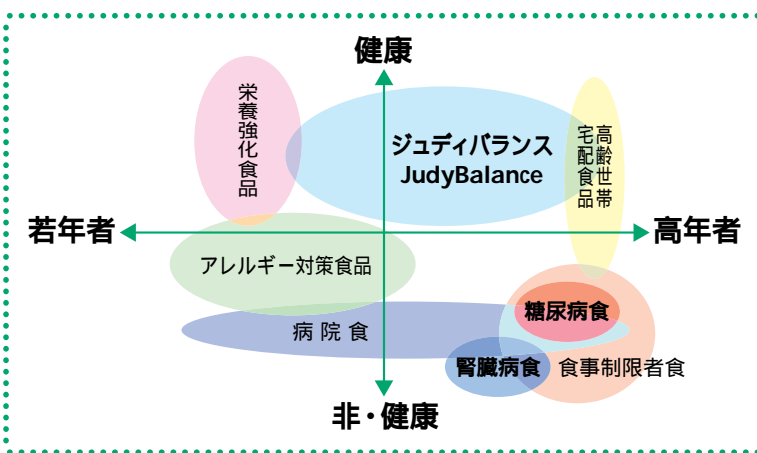 健康
栄養強化食品
ジュディバランス
JudyBalance
高齢世帯
宅配食品
若年者
高年者
アレルギー対策食品
糖尿病食
病院食
腎臓病食
食事制限者食
非・健康